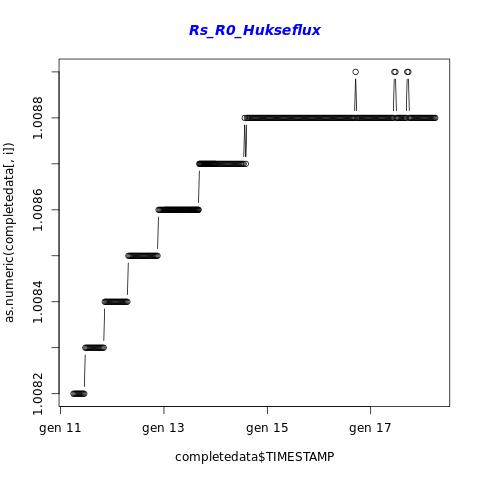 Rs_R0_Hukseflux
as.numeric(completedata[, i])
1.0088
1.0086
1.0084
1.0082
gen 11 gen 13 gen 15 gen 17
completedata$TIMESTAMP